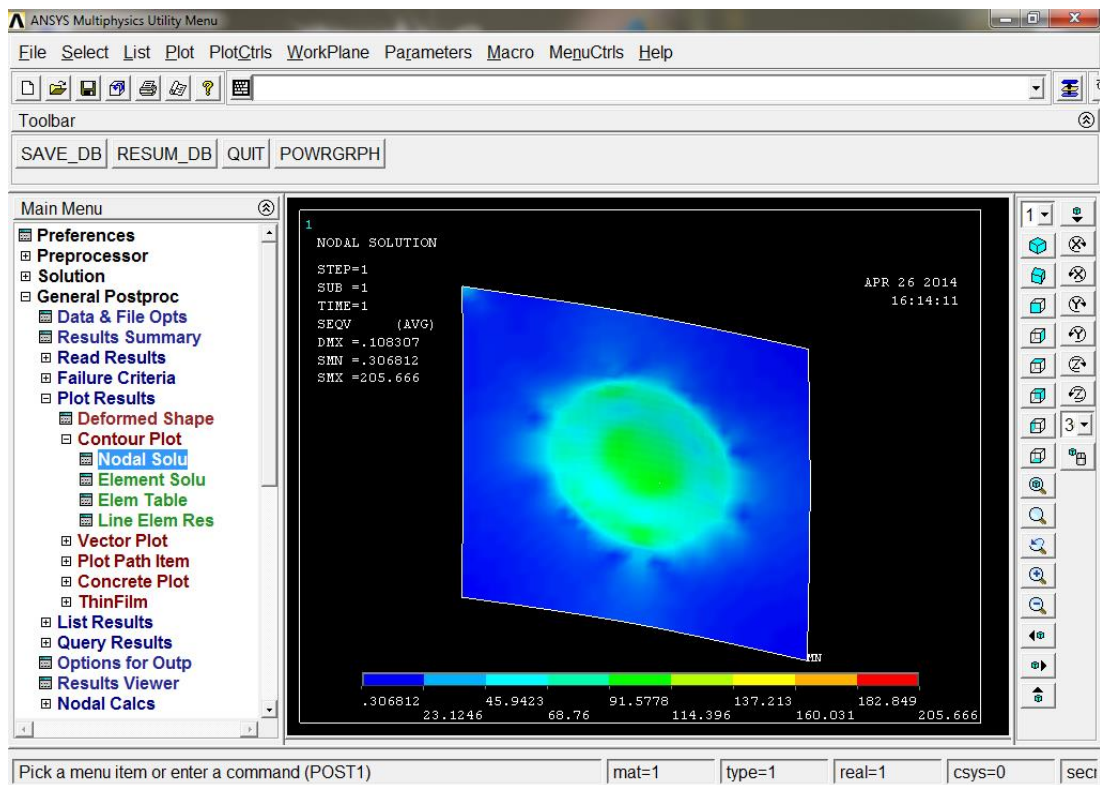 ANSYS Multiphysics Utility Menu
File Select List Plot PlotCtrls WorkPlane Parameters Macro MenuCtrls Help
Toolbar
SAVE_DB RESUM_DB QUIT POWRGRPH
Main Menu
Preferences
Preprocessor
Solution
General Postproc
Data & File Opts
Results Summary
Read Results
Failure Criteria
Plot Results
Deformed Shape
Contour Plot
Nodal Solu
Element Solu
Elem Table
Line Elem Res
Vector Plot
Plot Path Item
Concrete Plot
ThinFilm
List Results
Query Results
Options for Outp
Results Viewer
Nodal Calcs
1
NODAL SOLUTION
STEP=1
SUB =1
TIME=1
SEQV (AVG)
DMX =.108307
SMN =.306812
SMX =205.666
APR 26 2014
16:14:11
MN
.306812 45.9423 91.5778 137.213 182.849
23.1246 68.76 114.396 160.031 205.666
1
3
Pick a menu item or enter a command (POST1) mat=1 type=1 real=1 csys=0